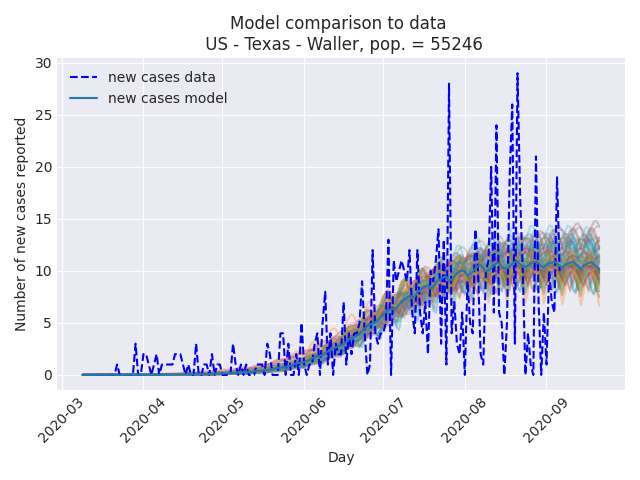 Model comparison to data
US - Texas - Waller, pop. = 55246
new cases data
new cases model
Number of new cases reported
30
25
20
15
10
5
0
2020-03
2020-04
2020-05
2020-06
2020-07
2020-08
2020-09
Day